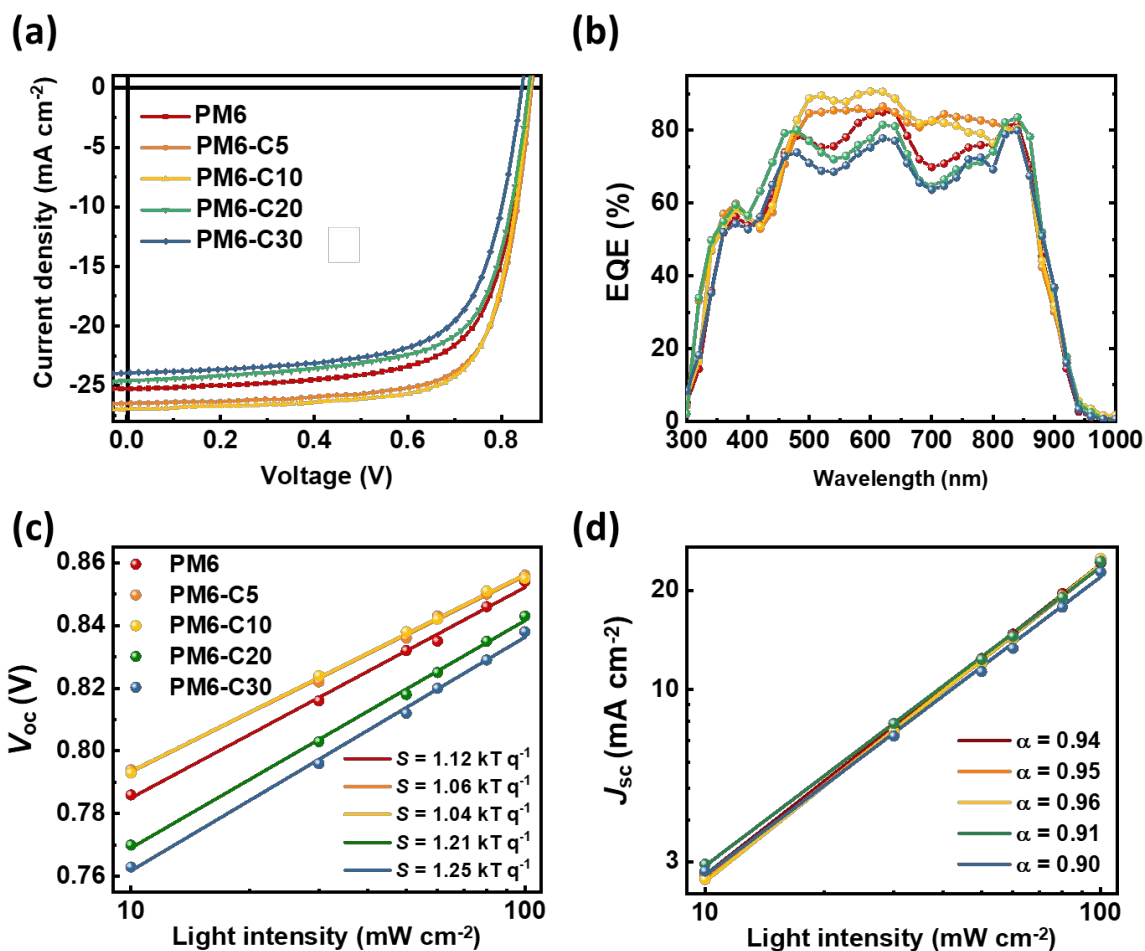 (a)
0
-5
-10
-15
-20
-25
Current density (mA cm⁻²)
PM6
PM6-C5
PM6-C10
PM6-C20
PM6-C30
0.0 0.2 0.4 0.6 0.8
Voltage (V)
(b)
80
60
40
20
0
EQE (%)
300 400 500 600 700 800 900 1000
Wavelength (nm)
(c)
0.86
0.84
0.82
0.80
0.78
0.76
Voc (V)
PM6
PM6-C5
PM6-C10
PM6-C20
PM6-C30
S = 1.12 kT q⁻¹
S = 1.06 kT q⁻¹
S = 1.04 kT q⁻¹
S = 1.21 kT q⁻¹
S = 1.25 kT q⁻¹
10 100
Light intensity (mW cm⁻²)
(d)
20
10
3
Jsc (mA cm⁻²)
α = 0.94
α = 0.95
α = 0.96
α = 0.91
α = 0.90
10 100
Light intensity (mW cm⁻²)